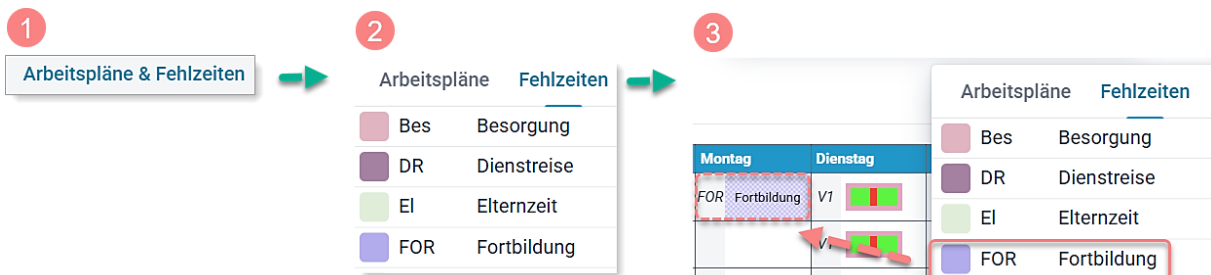 1
Arbeitspläne & Fehlzeiten
2
Arbeitspläne Fehlzeiten
Bes Besorgung
DR Dienstreise
El Elternzeit
FOR Fortbildung
3
Arbeitspläne Fehlzeiten
Bes Besorgung
DR Dienstreise
El Elternzeit
FOR Fortbildung
Montag Dienstag
FOR Fortbildung V1
V1